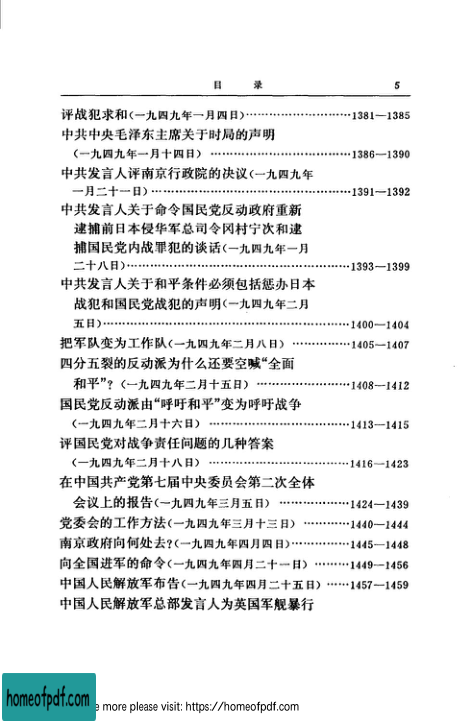 目 录 5
评战犯求和(一九四九年一月四日)…………………………1381—1385
中共中央毛泽东主席关于时局的声明
(一九四九年一月十四日) …………………………………1386—1390
中共发言人评南京行政院的决议(一九四九年
一月二十一日)…………………………………………………1391—1392
中共发言人关于命令国民党反动政府重新
逮捕前日本侵华军总司令冈村宁次和逮
捕国民党内战罪犯的谈话(一九四九年一月
二十八日)………………………………………………………1393—1399
中共发言人关于和平条件必须包括惩办日本
战犯和国民党战犯的声明(一九四九年二月
五日)……………………………………………………………1400—1404
把军队变为工作队(一九四九年二月八日) ……………1405—1407
四分五裂的反动派为什么还要空喊“全面
和平”? (一九四九年二月十五日) ………………………1408—1412
国民党反动派由“呼吁和平”变为呼吁战争
(一九四九年二月十六日) …………………………………1413—1415
评国民党对战争责任问题的几种答案
(一九四九年二月十八日) …………………………………1416—1423
在中国共产党第七届中央委员会第二次全体
会议上的报告(一九四九年三月五日) ………………1424—1439
党委会的工作方法(一九四九年三月十三日) …………1440—1444
南京政府向何处去?(一九四九年四月四日)……………1445—1448
向全国进军的命令(一九四九年四月二十一日) ………1449—1456
中国人民解放军布告(一九四九年四月二十五日) ……1457—1459
中国人民解放军总部发言人为英国军舰暴行
homeofpdf.com
e more please visit: https://homeofpdf.com